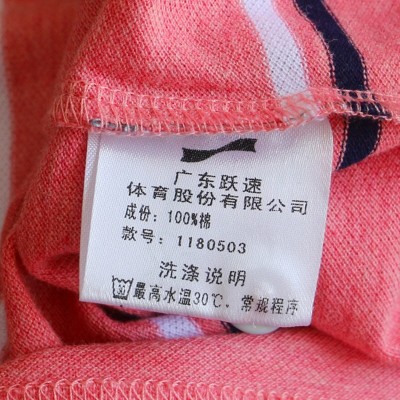 广东跃速
体育股份有限公司
成份：100%棉
款号：1180503
洗涤说明
30 最高水温30℃，常规程序